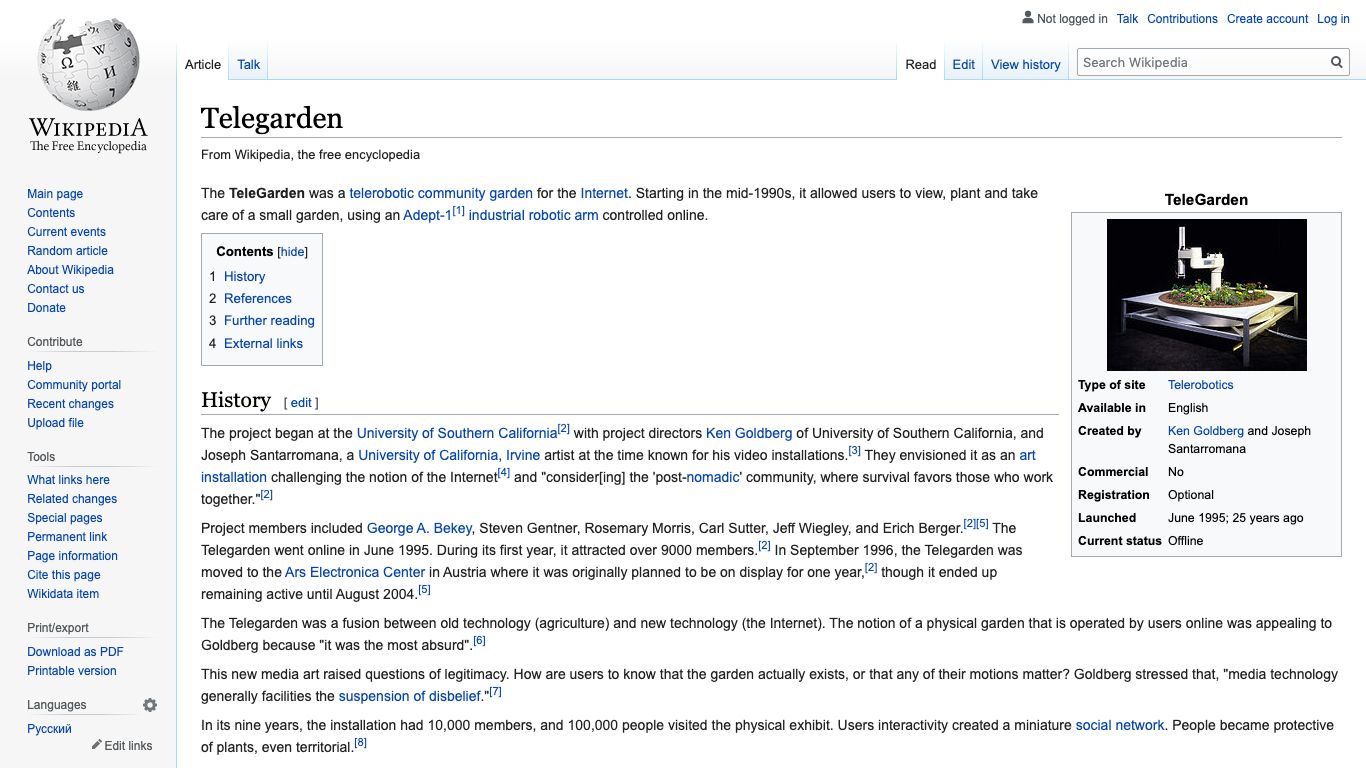 Not logged in Talk Contributions Create account Log in
Article Talk Read Edit View history Search Wikipedia
WIKIPEDIA
The Free Encyclopedia
Main page
Contents
Current events
Random article
About Wikipedia
Contact us
Donate
Contribute
Help
Community portal
Recent changes
Upload file
Tools
What links here
Related changes
Special pages
Permanent link
Page information
Cite this page
Wikidata item
Print/export
Download as PDF
Printable version
Languages
Русский
Edit links
Telegarden
From Wikipedia, the free encyclopedia
The TeleGarden was a telerobotic community garden for the Internet. Starting in the mid-1990s, it allowed users to view, plant and take
care of a small garden, using an Adept-1[1] industrial robotic arm controlled online.
Contents [hide]
1 History
2 References
3 Further reading
4 External links
TeleGarden
Type of site Telerobotics
Available in English
Created by Ken Goldberg and Joseph
Santarromana
Commercial No
Registration Optional
Launched June 1995; 25 years ago
Current status Offline
History [ edit ]
The project began at the University of Southern California[2] with project directors Ken Goldberg of University of Southern California, and
Joseph Santarromana, a University of California, Irvine artist at the time known for his video installations.[3] They envisioned it as an art
installation challenging the notion of the Internet[4] and "consider[ing] the 'post-nomadic' community, where survival favors those who work
together."[2]
Project members included George A. Bekey, Steven Gentner, Rosemary Morris, Carl Sutter, Jeff Wiegley, and Erich Berger.[2][5] The
Telegarden went online in June 1995. During its first year, it attracted over 9000 members.[2] In September 1996, the Telegarden was
moved to the Ars Electronica Center in Austria where it was originally planned to be on display for one year,[2] though it ended up
remaining active until August 2004.[5]
The Telegarden was a fusion between old technology (agriculture) and new technology (the Internet). The notion of a physical garden that is operated by users online was appealing to
Goldberg because "it was the most absurd".[6]
This new media art raised questions of legitimacy. How are users to know that the garden actually exists, or that any of their motions matter? Goldberg stressed that, "media technology
generally facilities the suspension of disbelief."[7]
In its nine years, the installation had 10,000 members, and 100,000 people visited the physical exhibit. Users interactivity created a miniature social network. People became protective
of plants, even territorial.[8]